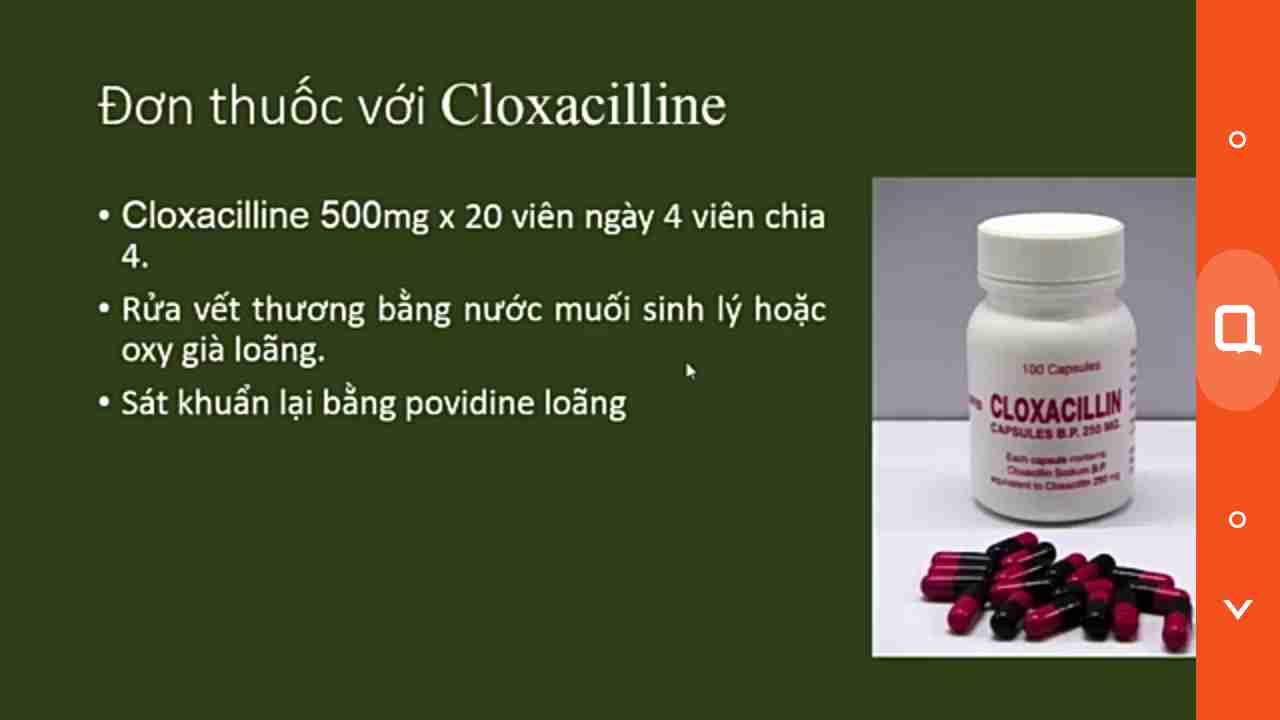 Đơn thuốc với Cloxacilline
• Cloxacilline 500mg x 20 viên ngày 4 viên chia
4.
• Rửa vết thương bằng nước muối sinh lý hoặc
oxy già loãng.
• Sát khuẩn lại bằng povidine loãng
100 Capsules
CLOXACILLIN
CAPSULES B.P. 250 MG.
Each capsule contains:
Cloxacillin Sodium B.P.
equivalent to Cloxacillin 250 mg